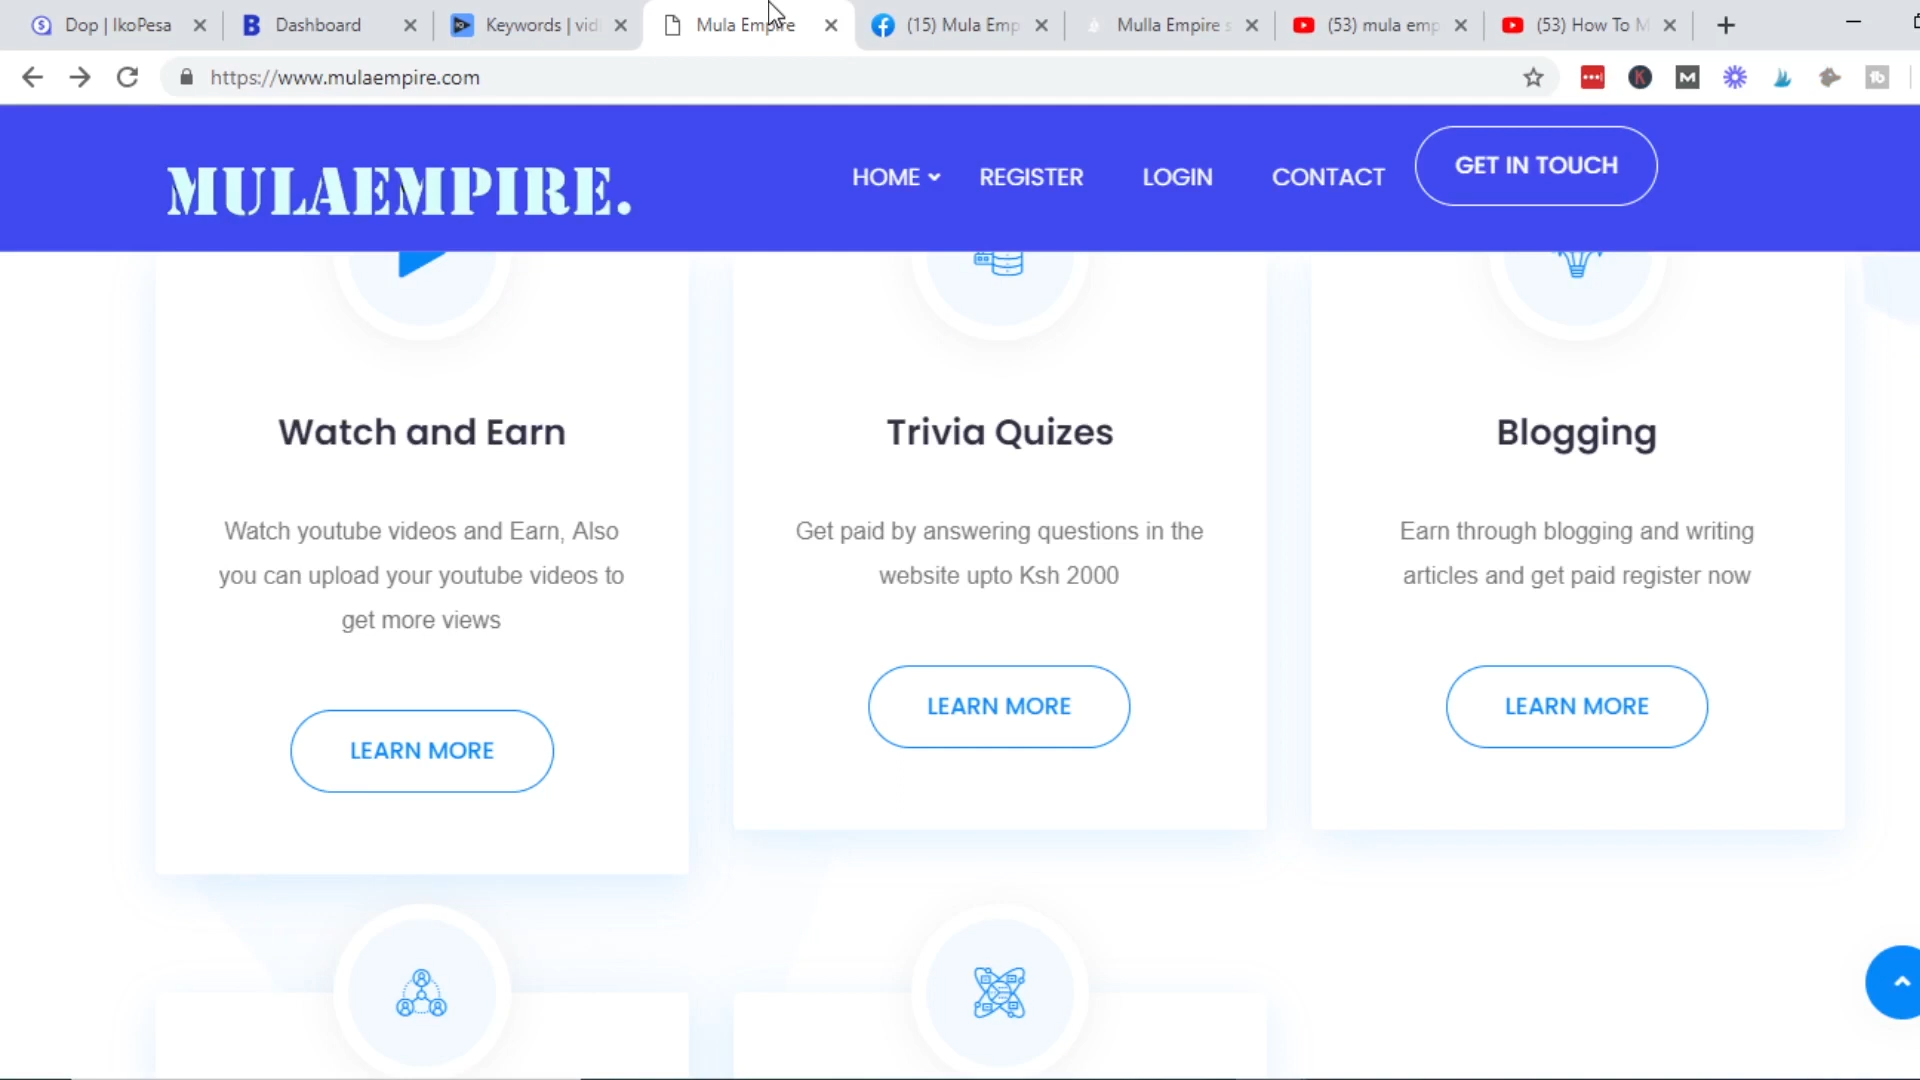 Dop | IkoPesa
Dashboard
Keywords | vidI
Mula Empire
(15) Mula Emp
Mulla Empire s
(53) mula emp
(53) How To M
https://www.mulaempire.com
MULAEMPIRE.
HOME
REGISTER
LOGIN
CONTACT
GET IN TOUCH
Watch and Earn
Watch youtube videos and Earn, Also
you can upload your youtube videos to
get more views
LEARN MORE
Trivia Quizes
Get paid by answering questions in the
website upto Ksh 2000
LEARN MORE
Blogging
Earn through blogging and writing
articles and get paid register now
LEARN MORE